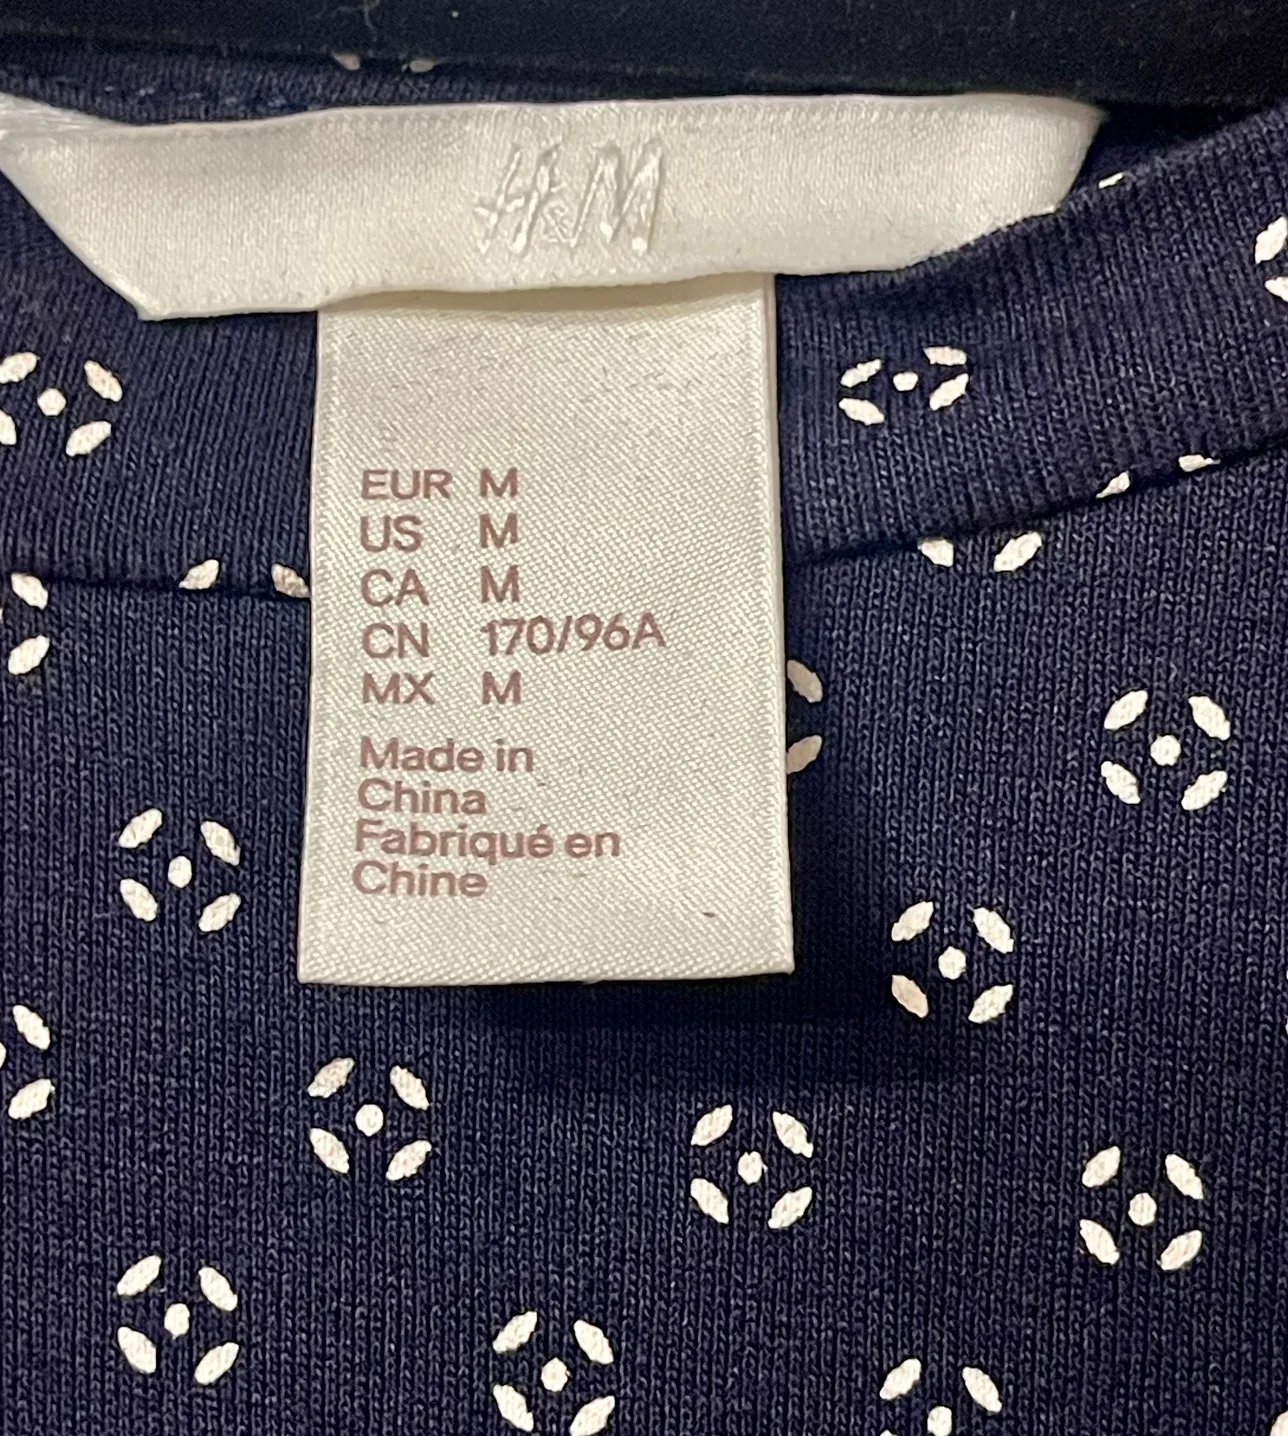 H&M
EUR M
US M
CA M
CN 170/96A
MX M
Made in
China
Fabriqué en
Chine